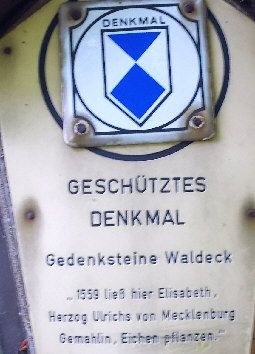 DENKMAL
GESCHÜTZTES
DENKMAL
Gedenksteine Waldeck
„ 1559 ließ hier Elisabeth,
Herzog Ulrichs von Mecklenburg
Gemahlin, Eichen pflanzen.“